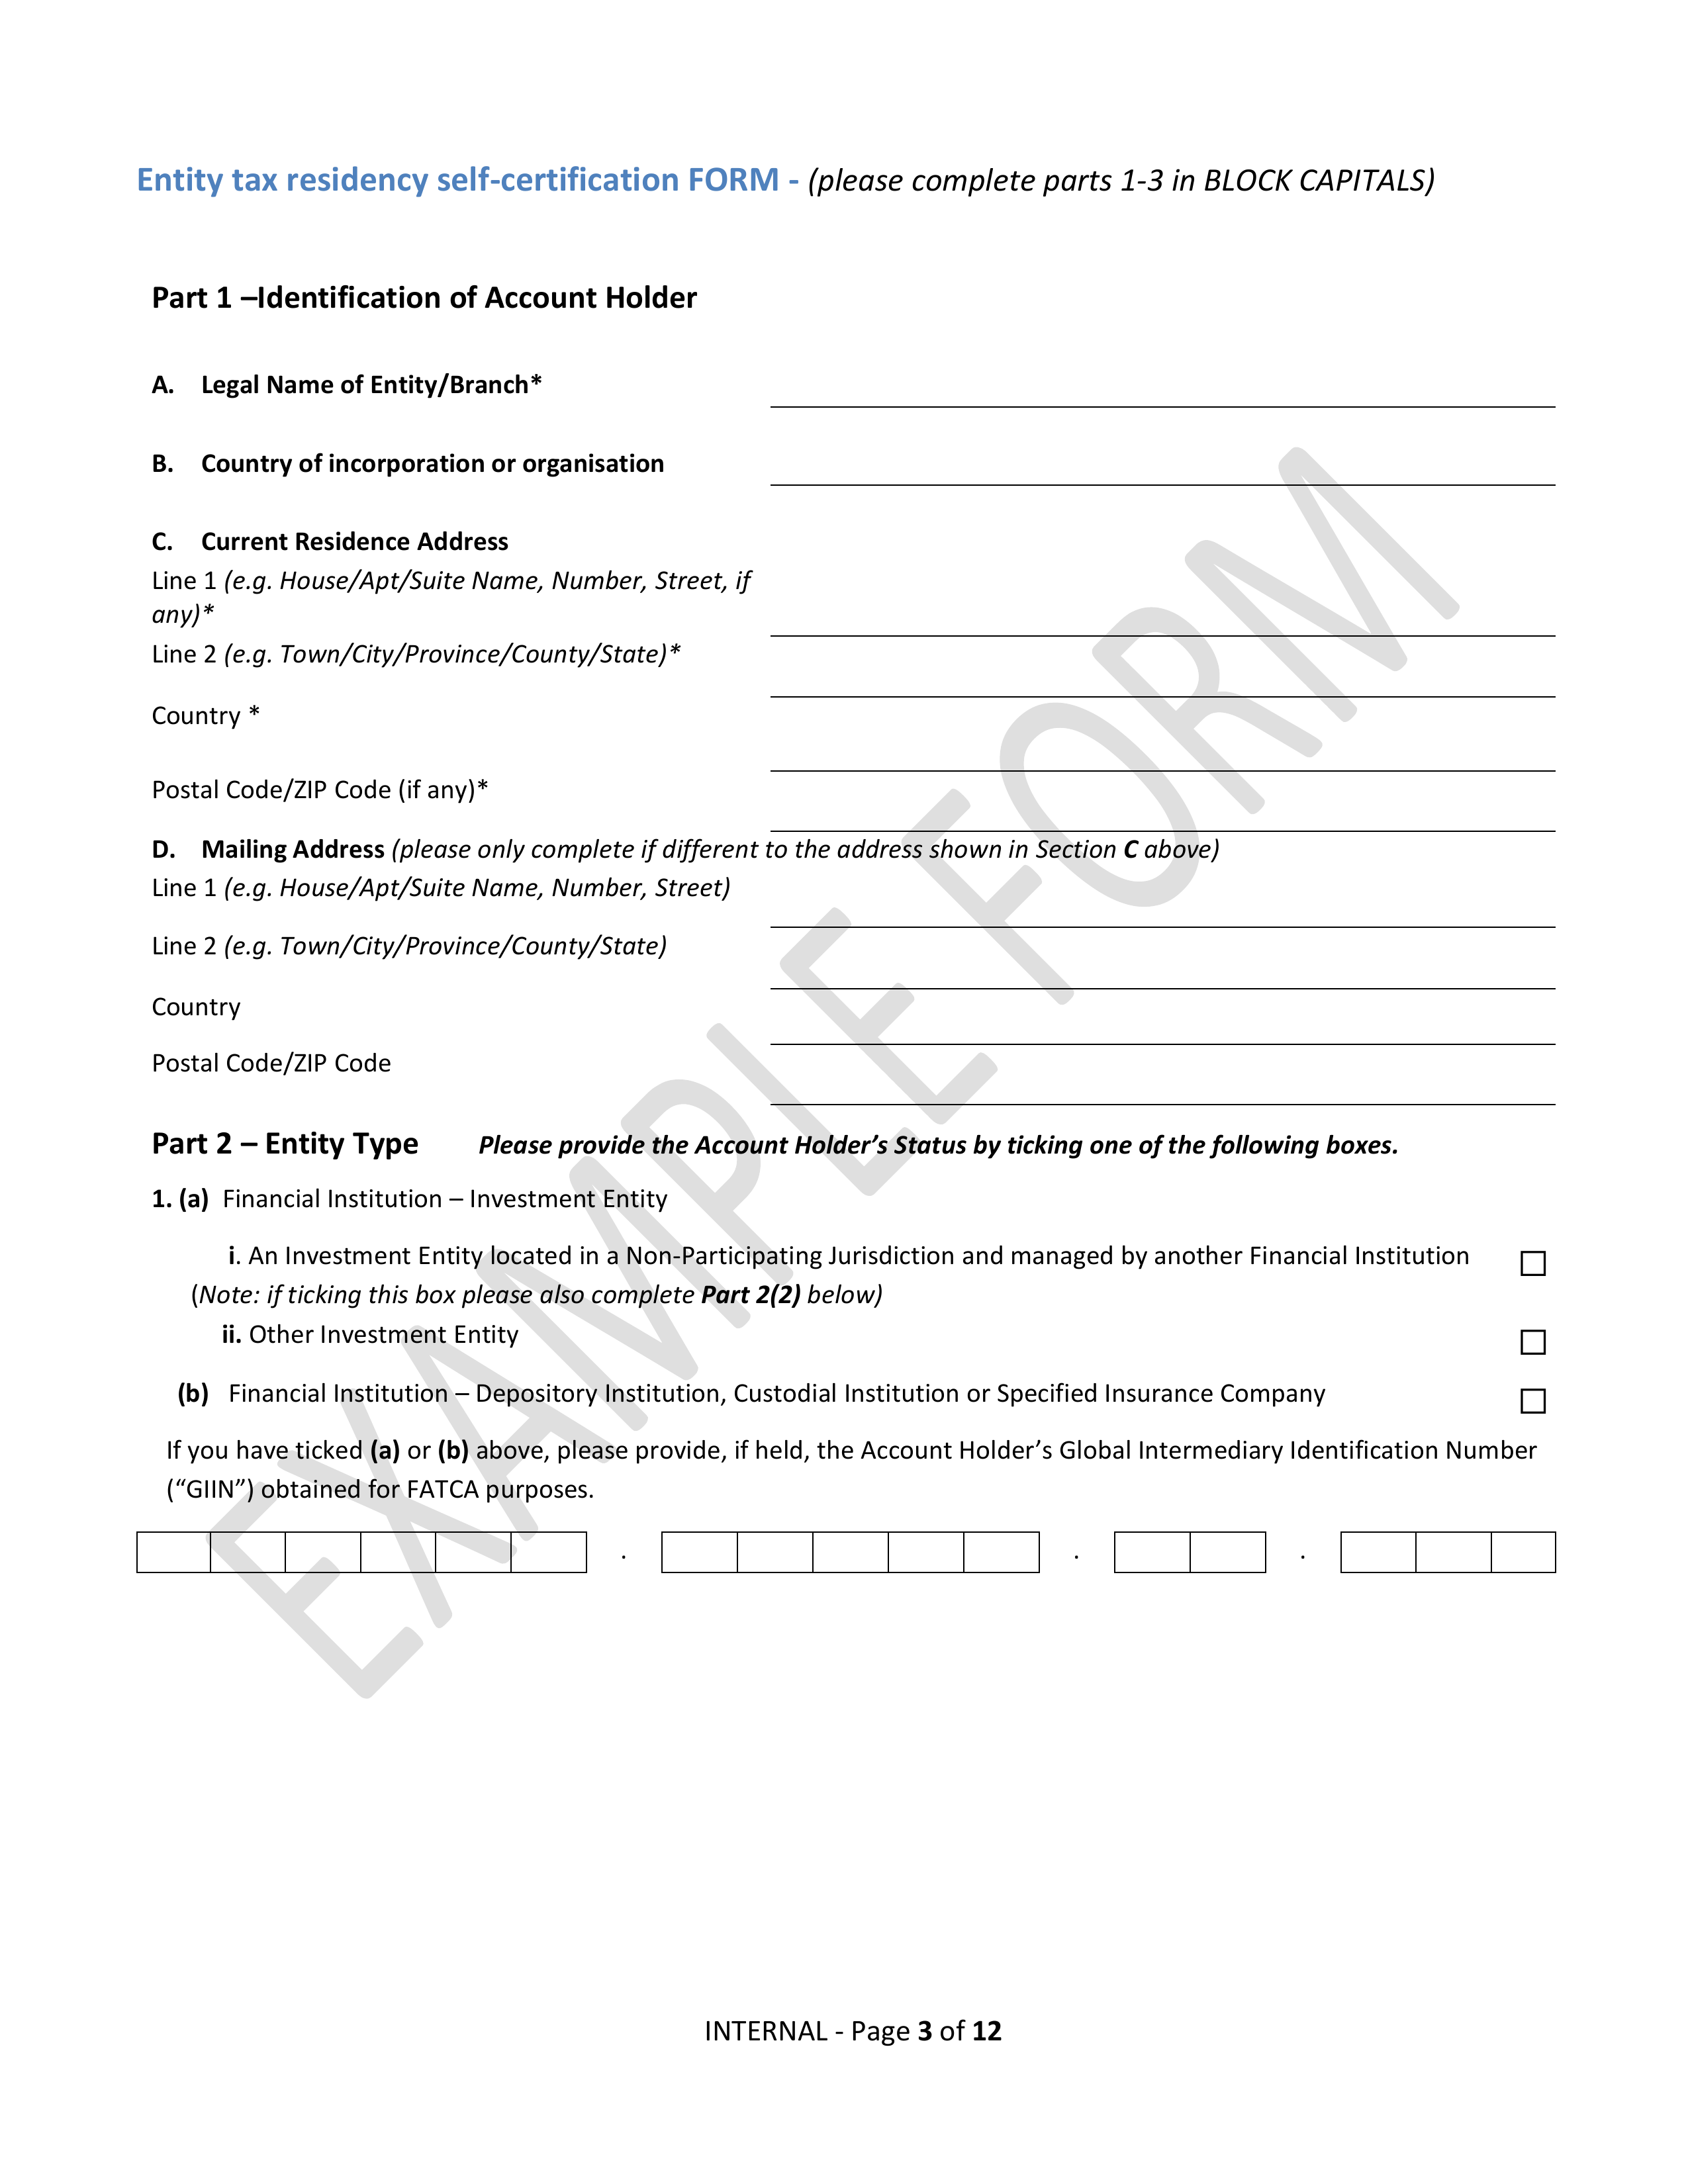 Entity tax residency self-certification FORM - (please complete parts 1-3 in BLOCK CAPITALS)
Part 1 –Identification of Account Holder
A. Legal Name of Entity/Branch*
B. Country of incorporation or organisation
C. Current Residence Address
Line 1 (e.g. House/Apt/Suite Name, Number, Street, if
any)*
Line 2 (e.g. Town/City/Province/County/State)*
Country *
Postal Code/ZIP Code (if any)*
D. Mailing Address (please only complete if different to the address shown in Section C above)
Line 1 (e.g. House/Apt/Suite Name, Number, Street)
Line 2 (e.g. Town/City/Province/County/State)
Country
Postal Code/ZIP Code
Part 2 – Entity Type Please provide the Account Holder’s Status by ticking one of the following boxes.
1. (a) Financial Institution – Investment Entity
i. An Investment Entity located in a Non-Participating Jurisdiction and managed by another Financial Institution
(Note: if ticking this box please also complete Part 2(2) below)
ii. Other Investment Entity
(b) Financial Institution – Depository Institution, Custodial Institution or Specified Insurance Company
If you have ticked (a) or (b) above, please provide, if held, the Account Holder’s Global Intermediary Identification Number
(“GIIN”) obtained for FATCA purposes.
. . .
EXAMPLE FORM
INTERNAL - Page 3 of 12